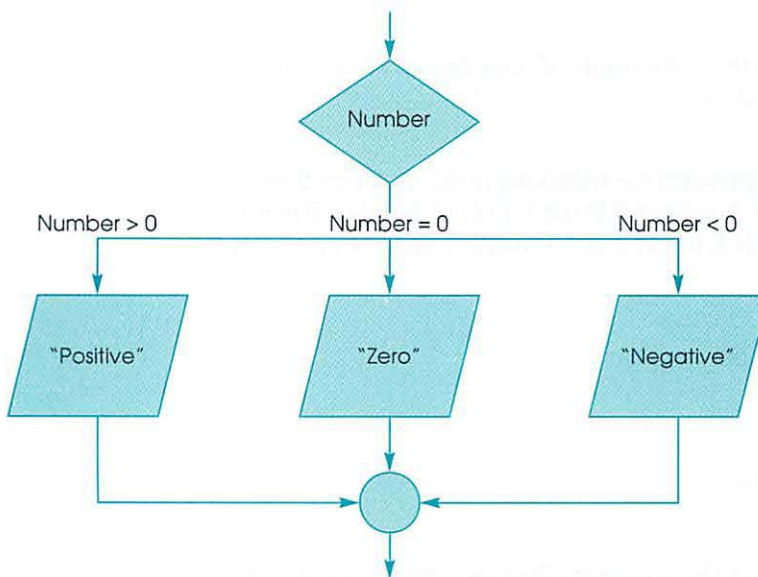 Number
Number > 0
Number = 0
Number < 0
“Positive”
“Zero”
“Negative”